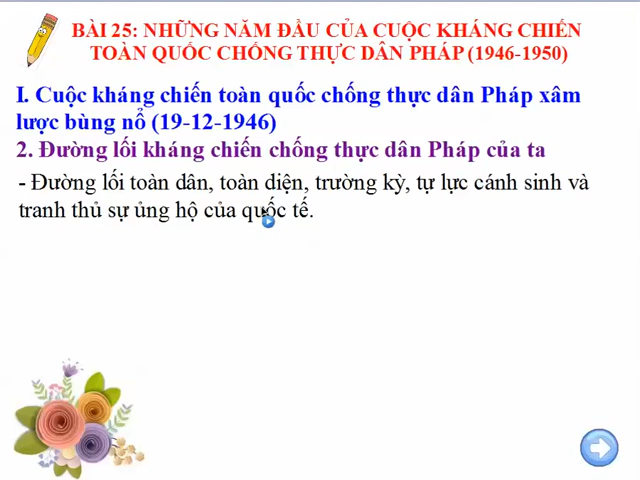 BÀI 25: NHỮNG NĂM ĐẦU CỦA CUỘC KHÁNG CHIẾN
TOÀN QUỐC CHỐNG THỰC DÂN PHÁP (1946-1950)
I. Cuộc kháng chiến toàn quốc chống thực dân Pháp xâm
lược bùng nổ (19-12-1946)
2. Đường lối kháng chiến chống thực dân Pháp của ta
- Đường lối toàn dân, toàn diện, trường kỳ, tự lực cánh sinh và
tranh thủ sự ủng hộ của quốc tế.